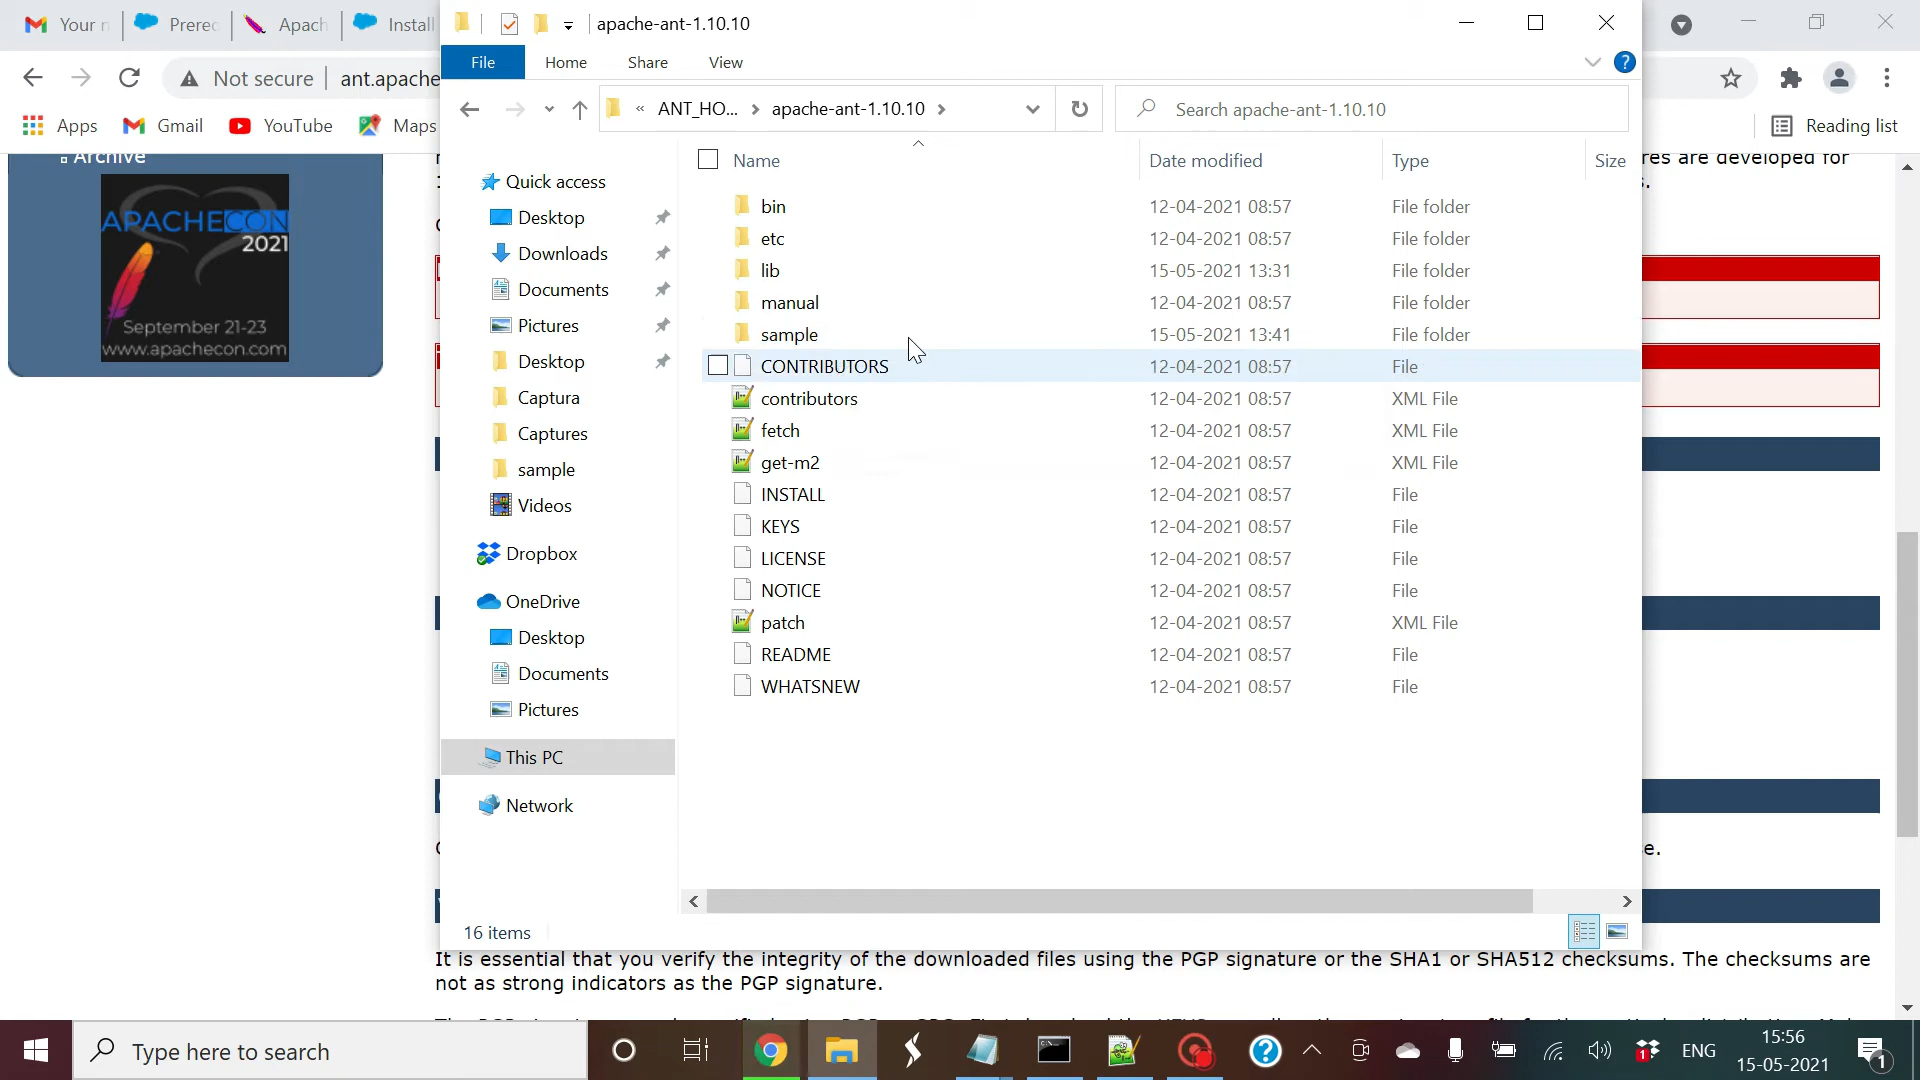 Your
Prerec
Apach
Install
apache-ant-1.10.10
Not secure
ant.apache
File
Home
Share
View
?
« ANT_HO... > apache-ant-1.10.10 >
Search apache-ant-1.10.10
Apps
Gmail
YouTube
Maps
Reading list
Archive
res are developed for
s.
APACHECON
2021
September 21-23
www.apachecon.com
Quick access
Desktop
Downloads
Documents
Pictures
Desktop
Captura
Captures
sample
Videos
Dropbox
OneDrive
Desktop
Documents
Pictures
This PC
Network
Name Date modified Type Size
bin 12-04-2021 08:57 File folder
etc 12-04-2021 08:57 File folder
lib 15-05-2021 13:31 File folder
manual 12-04-2021 08:57 File folder
sample 15-05-2021 13:41 File folder
CONTRIBUTORS 12-04-2021 08:57 File
contributors 12-04-2021 08:57 XML File
fetch 12-04-2021 08:57 XML File
get-m2 12-04-2021 08:57 XML File
INSTALL 12-04-2021 08:57 File
KEYS 12-04-2021 08:57 File
LICENSE 12-04-2021 08:57 File
NOTICE 12-04-2021 08:57 File
patch 12-04-2021 08:57 XML File
README 12-04-2021 08:57 File
WHATSNEW 12-04-2021 08:57 File
e.
16 items
It is essential that you verify the integrity of the downloaded files using the PGP signature or the SHA1 or SHA512 checksums. The checksums are
not as strong indicators as the PGP signature.
Type here to search
?
1
ENG
15:56
15-05-2021
1